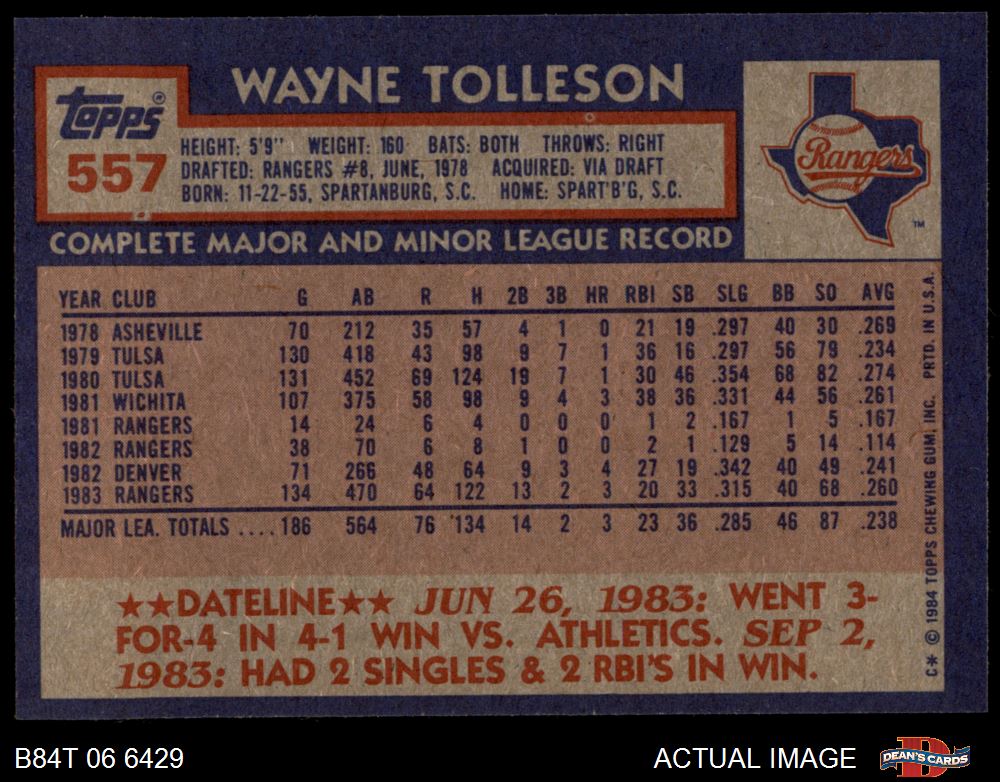 WAYNE TOLLESON
TOPPS®
557
HEIGHT: 5'9" WEIGHT: 160 BATS: BOTH THROWS: RIGHT
DRAFTED: RANGERS #8, JUNE, 1978 ACQUIRED: VIA DRAFT
BORN: 11-22-55, SPARTANBURG, S.C. HOME: SPART'B'G, S.C.
Rangers
TM
COMPLETE MAJOR AND MINOR LEAGUE RECORD
YEAR CLUB G AB R H 2B 3B HR RBI SB SLG BB SO AVG
1978 ASHEVILLE 70 212 35 57 4 1 0 21 19 .297 40 30 .269
1979 TULSA 130 418 43 98 9 7 1 36 16 .297 56 79 .234
1980 TULSA 131 452 69 124 19 7 1 30 46 .354 68 82 .274
1981 WICHITA 107 375 58 98 9 4 3 38 36 .331 44 56 .261
1981 RANGERS 14 24 6 4 0 0 0 1 2 .167 1 5 .167
1982 RANGERS 38 70 6 8 1 0 0 2 1 .129 5 14 .114
1982 DENVER 71 266 48 64 9 3 4 27 19 .342 40 49 .241
1983 RANGERS 134 470 64 122 13 2 3 20 33 .315 40 68 .260
MAJOR LEA. TOTALS .... 186 564 76 134 14 2 3 23 36 .285 46 87 .238
★★DATELINE★★ JUN 26, 1983: WENT 3-
FOR-4 IN 4-1 WIN VS. ATHLETICS. SEP 2,
1983: HAD 2 SINGLES & 2 RBI'S IN WIN.
C* © 1984 TOPPS CHEWING GUM, INC. PRTD. IN U.S.A.
B84T 06 6429
ACTUAL IMAGE
DEAN'S CARDS